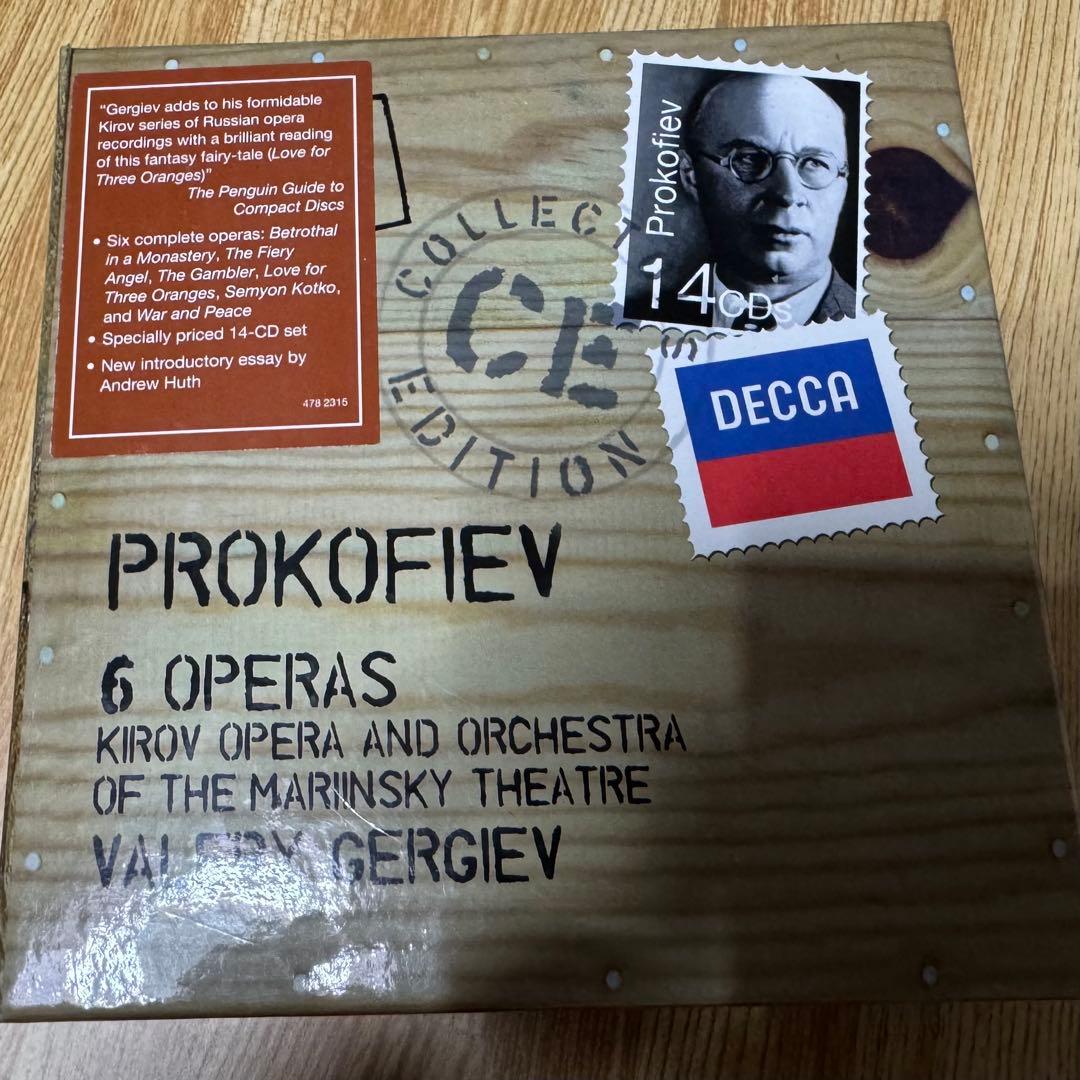 “Gergiev adds to his formidable
Kirov series of Russian opera
recordings with a brilliant reading
of this fantasy fairy-tale (Love for
Three Oranges)”
The Penguin Guide to
Compact Discs
• Six complete operas: Betrothal
in a Monastery, The Fiery
Angel, The Gambler, Love for
Three Oranges, Semyon Kotko,
and War and Peace
• Specially priced 14-CD set
• New introductory essay by
Andrew Huth
478 2315
COLLECT
CE
EDITION
Prokofiev
14 CDs
DECCA
PROKOFIEV
6 OPERAS
KIROV OPERA AND ORCHESTRA
OF THE MARIINSKY THEATRE
VALERY GERGIEV